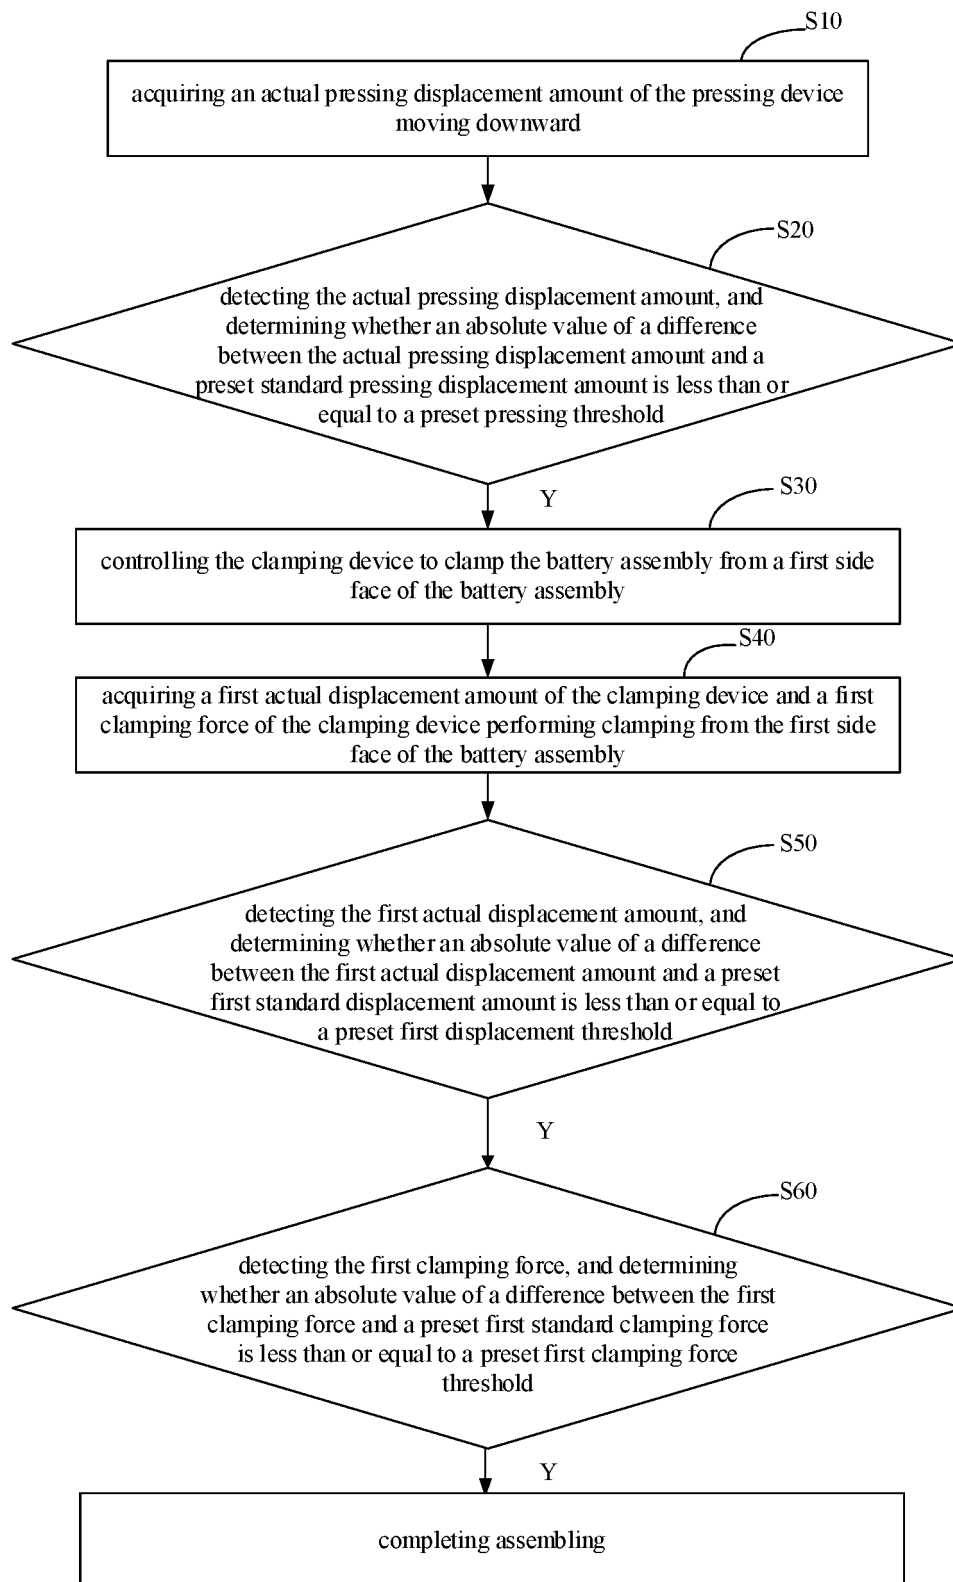 S10
acquiring an actual pressing displacement amount of the pressing device
moving downward
S20
detecting the actual pressing displacement amount, and
determining whether an absolute value of a difference
between the actual pressing displacement amount and a
preset standard pressing displacement amount is less than or
equal to a preset pressing threshold
Y
S30
controlling the clamping device to clamp the battery assembly from a first side
face of the battery assembly
S40
acquiring a first actual displacement amount of the clamping device and a first
clamping force of the clamping device performing clamping from the first side
face of the battery assembly
S50
detecting the first actual displacement amount, and
determining whether an absolute value of a difference
between the first actual displacement amount and a preset
first standard displacement amount is less than or equal to
a preset first displacement threshold
Y
S60
detecting the first clamping force, and determining
whether an absolute value of a difference between the first
clamping force and a preset first standard clamping force
is less than or equal to a preset first clamping force
threshold
Y
completing assembling